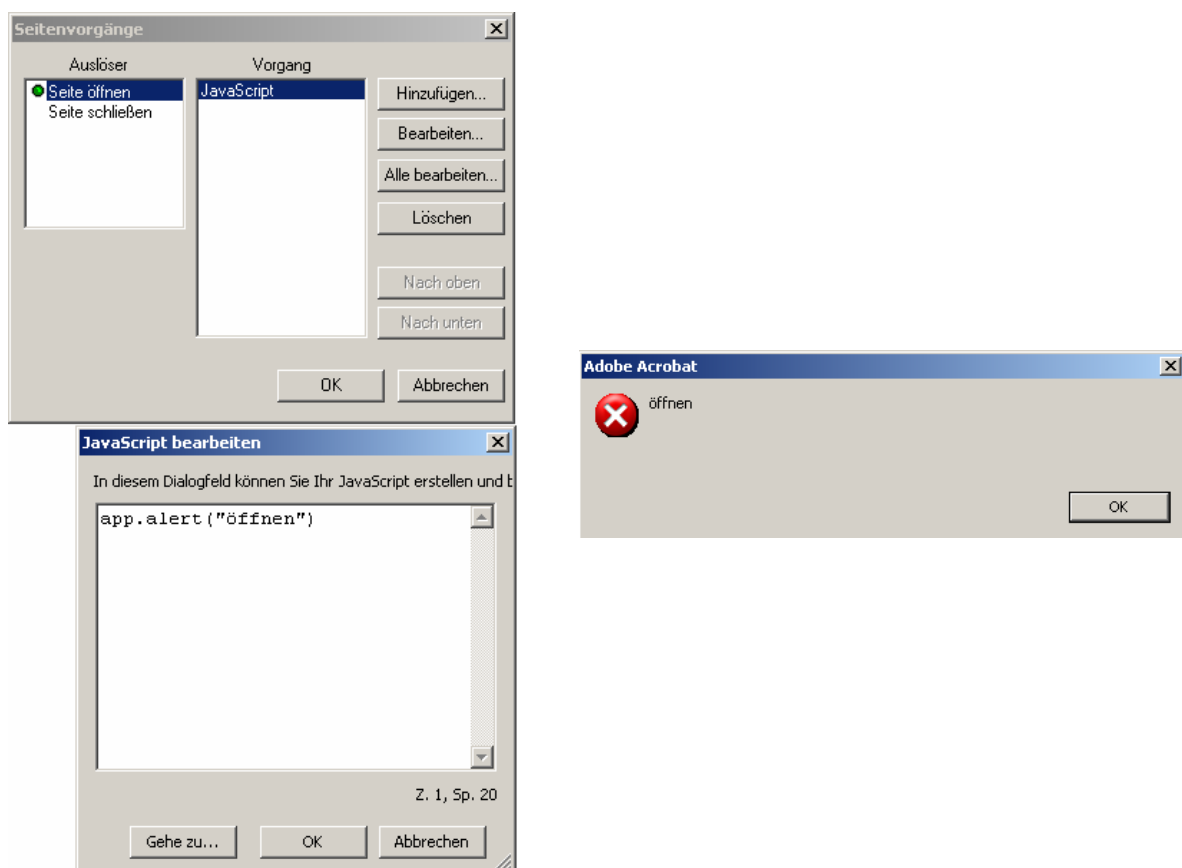 Seitenvorgänge
Auslöser
Vorgang
Seite öffnen
Seite schließen
JavaScript
Hinzufügen...
Bearbeiten...
Alle bearbeiten...
Löschen
Nach oben
Nach unten
OK
Abbrechen
JavaScript bearbeiten
In diesem Dialogfeld können Sie Ihr JavaScript erstellen und b
app.alert("öffnen")
Z. 1, Sp. 20
Gehe zu...
OK
Abbrechen
Adobe Acrobat
öffnen
OK